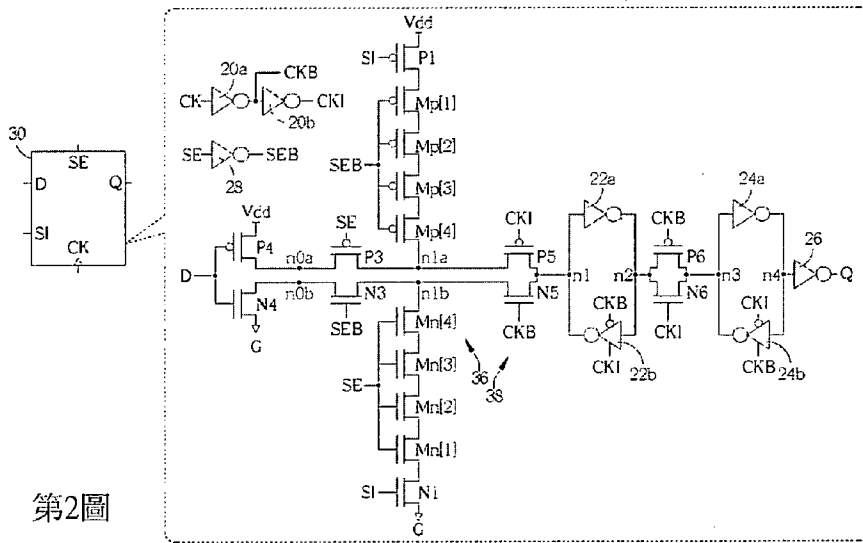 Vdd
SI
P1
20a
CKB
CK
CKI
20b
Mp[1]
Mp[2]
SE
SEB
28
SEB
Mp[3]
Mp[4]
30
SE
D
Q
SI
CK
Vdd
P4
SE
P3
D
n0a
n0b
N4
N3
SEB
G
n1a
n1b
CKI
P5
N5
CKB
22a
n1
n2
CKB
CKI
22b
CKB
P6
N6
CKI
24a
n3
n4
CKI
CKB
24b
26
Q
Mn[4]
36
38
Mn[3]
SE
Mn[2]
Mn[1]
SI
N1
G
第2圖